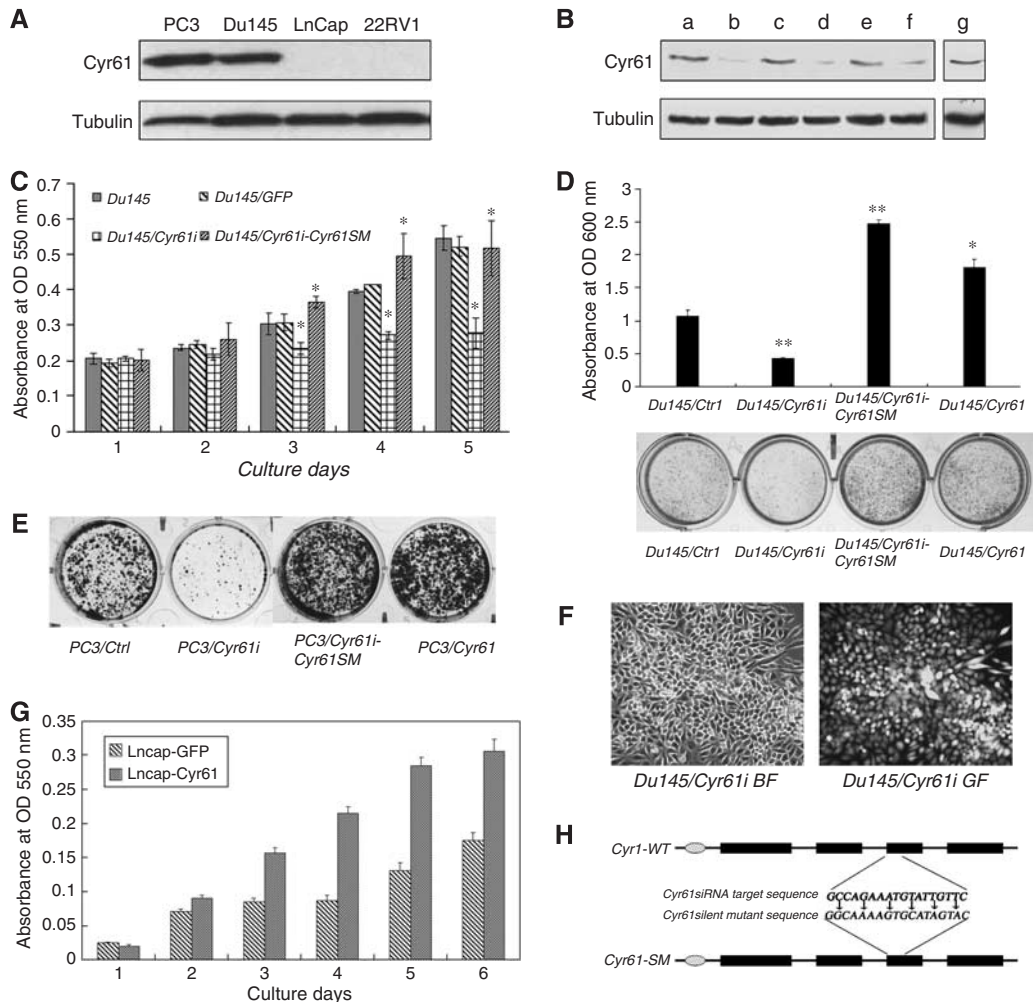 A
PC3 Du145 LnCap 22RV1
Cyr61
Tubulin
B
a b c d e f g
Cyr61
Tubulin
C
Absorbance at OD 550 nm
0.7
0.6
0.5
0.4
0.3
0.2
0.1
0
Du145 Du145/GFP
Du145/Cyr61i Du145/Cyr61i-Cyr61SM
* * * * * *
1 2 3 4 5
Culture days
D
Absorbance at OD 600 nm
3
2.5
2
1.5
1
0.5
0
** ** *
Du145/Ctr1 Du145/Cyr61i Du145/Cyr61i-Cyr61SM Du145/Cyr61
Du145/Ctr1 Du145/Cyr61i Du145/Cyr61i-Cyr61SM Du145/Cyr61
E
PC3/Ctrl PC3/Cyr61i PC3/Cyr61i-Cyr61SM PC3/Cyr61
F
Du145/Cyr61i BF Du145/Cyr61i GF
G
Absorbance at OD 550 nm
0.35
0.3
0.25
0.2
0.15
0.1
0.05
0
Lncap-GFP
Lncap-Cyr61
1 2 3 4 5 6
Culture days
H
Cyr1-WT
Cyr61siRNA target sequence GCCAGAAATGTATTGTTC
Cyr61silent mutant sequence GGCAAAAGTGCATAGTAC
Cyr61-SM